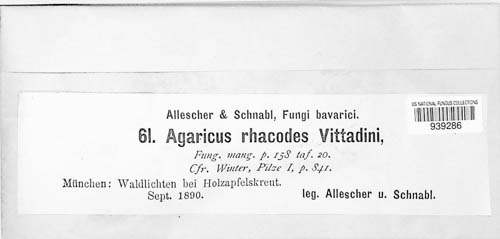 Allescher & Schnabl, Fungi bavarici.
61. Agaricus rhacodes Vittadini,
Fung. mang. p. 158 taf. 20.
Cfr. Winter, Pilze I, p. 841.
München: Waldlichten bei Holzapfelskreut.
Sept. 1890.
leg. Allescher u. Schnabl.
US NATIONAL FUNGUS COLLECTIONS
939286